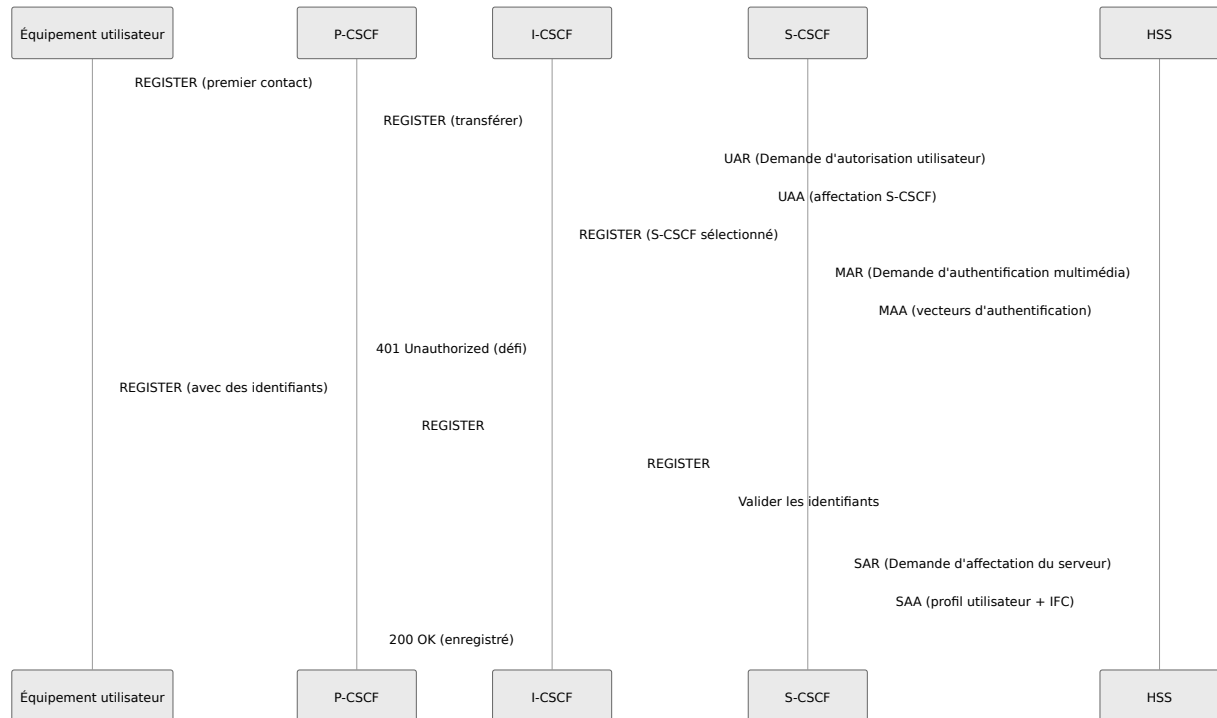 Équipement utilisateur
P-CSCF
I-CSCF
S-CSCF
HSS
REGISTER (premier contact)
REGISTER (transférer)
UAR (Demande d'autorisation utilisateur)
UAA (affectation S-CSCF)
REGISTER (S-CSCF sélectionné)
MAR (Demande d'authentification multimédia)
MAA (vecteurs d'authentification)
401 Unauthorized (défi)
REGISTER (avec des identifiants)
REGISTER
REGISTER
Valider les identifiants
SAR (Demande d'affectation du serveur)
SAA (profil utilisateur + IFC)
200 OK (enregistré)
Équipement utilisateur
P-CSCF
I-CSCF
S-CSCF
HSS